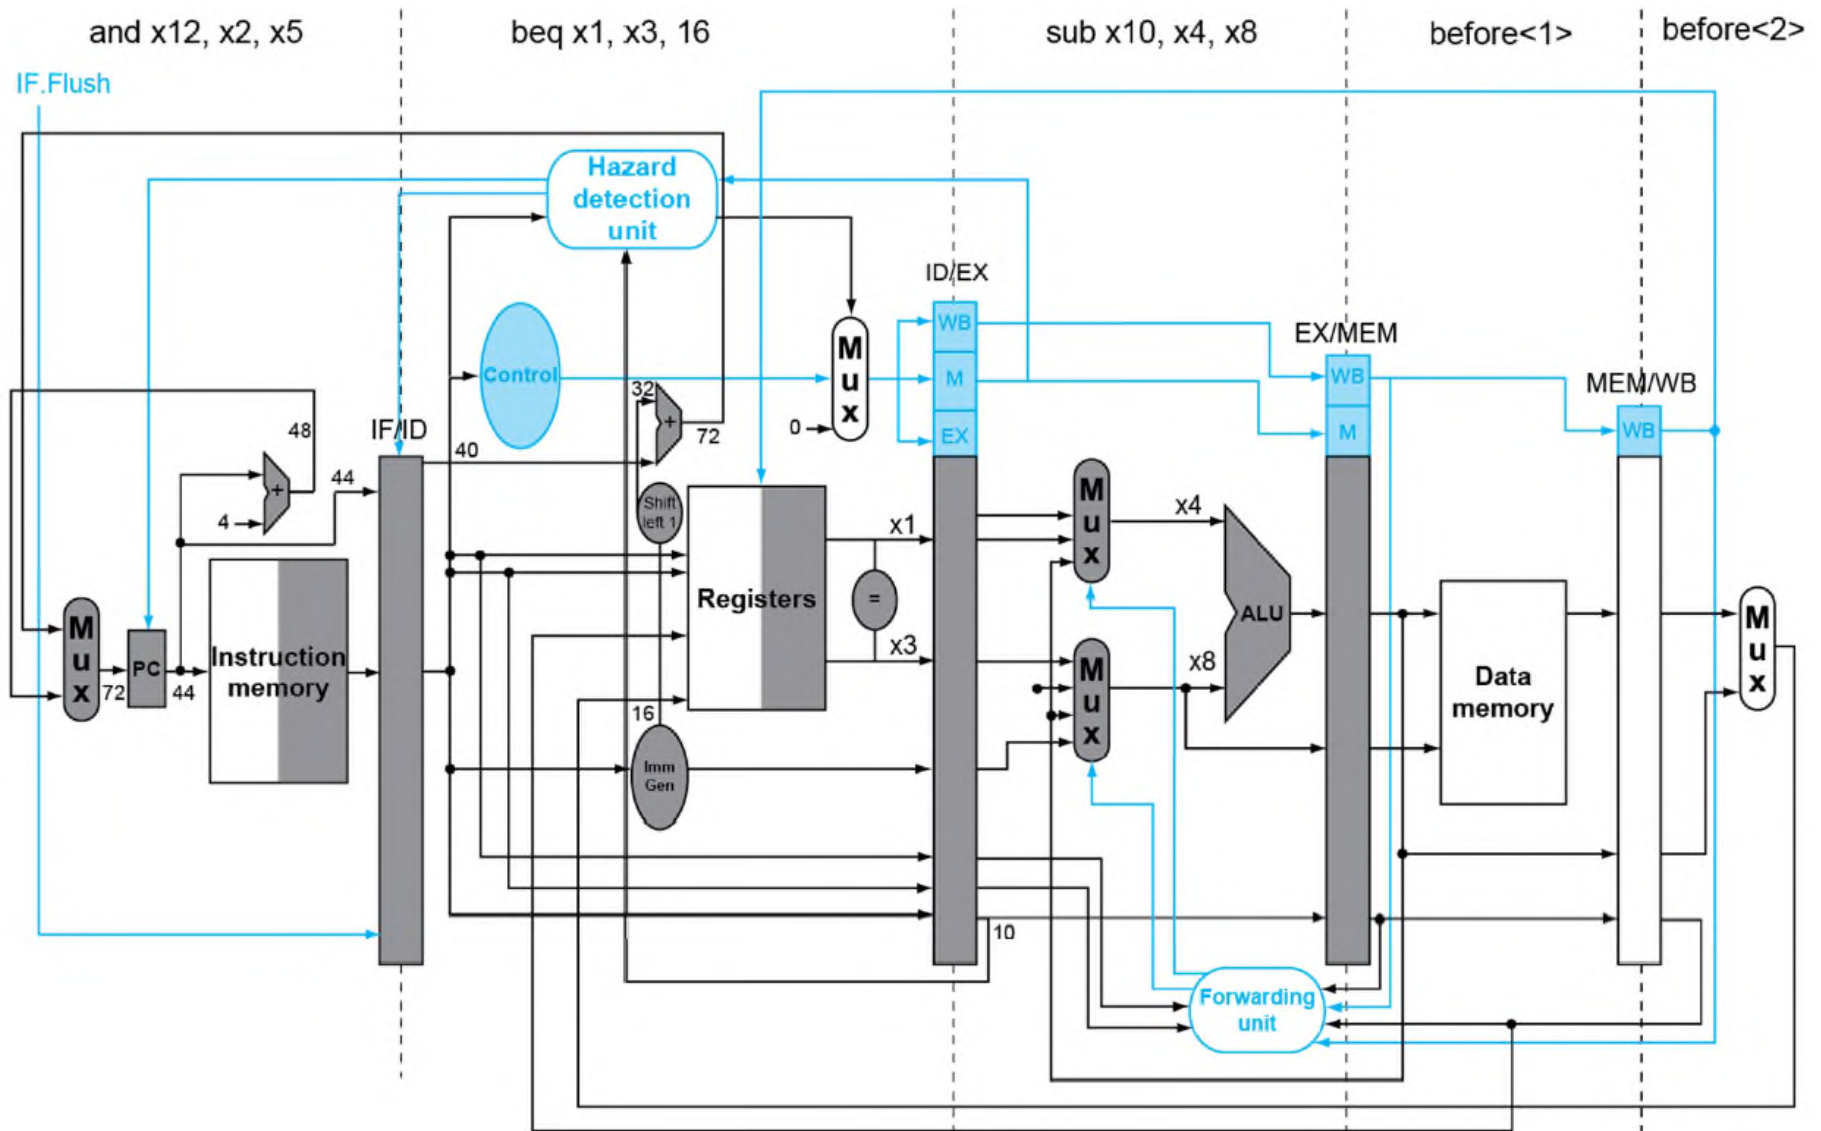 and x12, x2, x5
beq x1, x3, 16
sub x10, x4, x8
before<1>
before<2>
IF.Flush
Hazard
detection
unit
ID/EX
WB
M
EX
EX/MEM
WB
M
MEM/WB
WB
Control
M
u
x
0
32
+
72
IF/ID
40
48
44
+
4
Shift
left 1
Registers
x1
=
x3
M
u
x
x4
ALU
M
u
x
x8
M
u
x
72
PC
44
Instruction
memory
16
Imm
Gen
Data
memory
M
u
x
10
Forwarding
unit